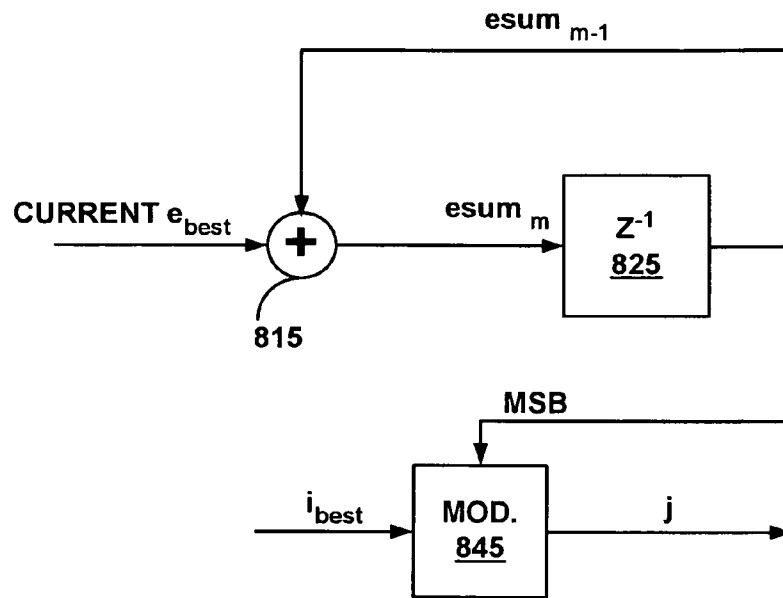 esum m-1
CURRENT e best
esum m
Z-1
825
815
MSB
i best
MOD.
845
j